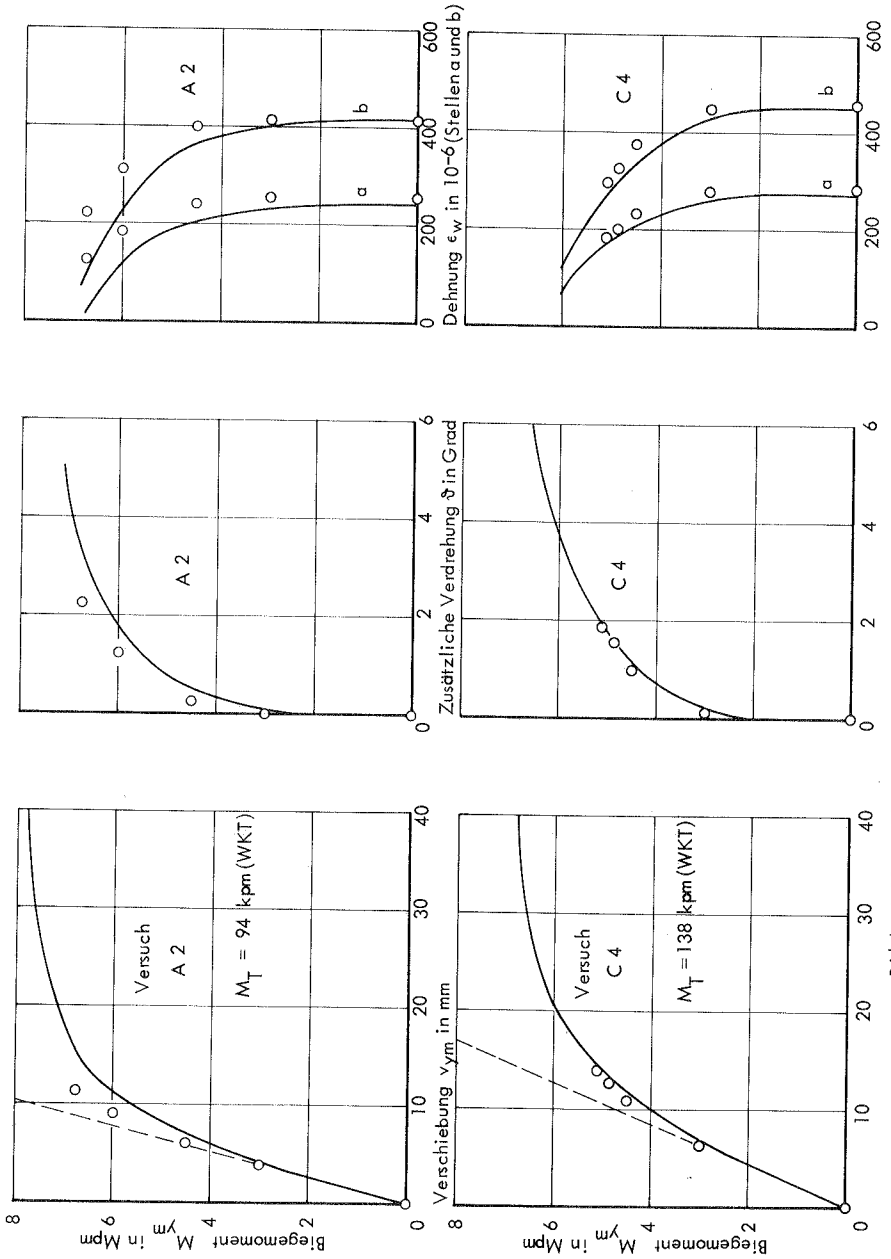 Biegemoment M_ym in Mpm
8
6
4
2
0
Versuch
A 2
M_T = 94 kpm (WKT)
10
20
30
40
A 2
0
2
4
6
A 2
a
b
0
200
400
600
Verschiebung v_ym in mm
Zusätzliche Verdrehung ϑ in Grad
Dehnung ε_w in 10-6 (Stellen a und b)
Biegemoment M_ym in Mpm
8
6
4
2
0
Versuch
C 4
M_T = 138 kpm (WKT)
10
20
30
40
C 4
0
2
4
6
C 4
a
b
0
200
400
600